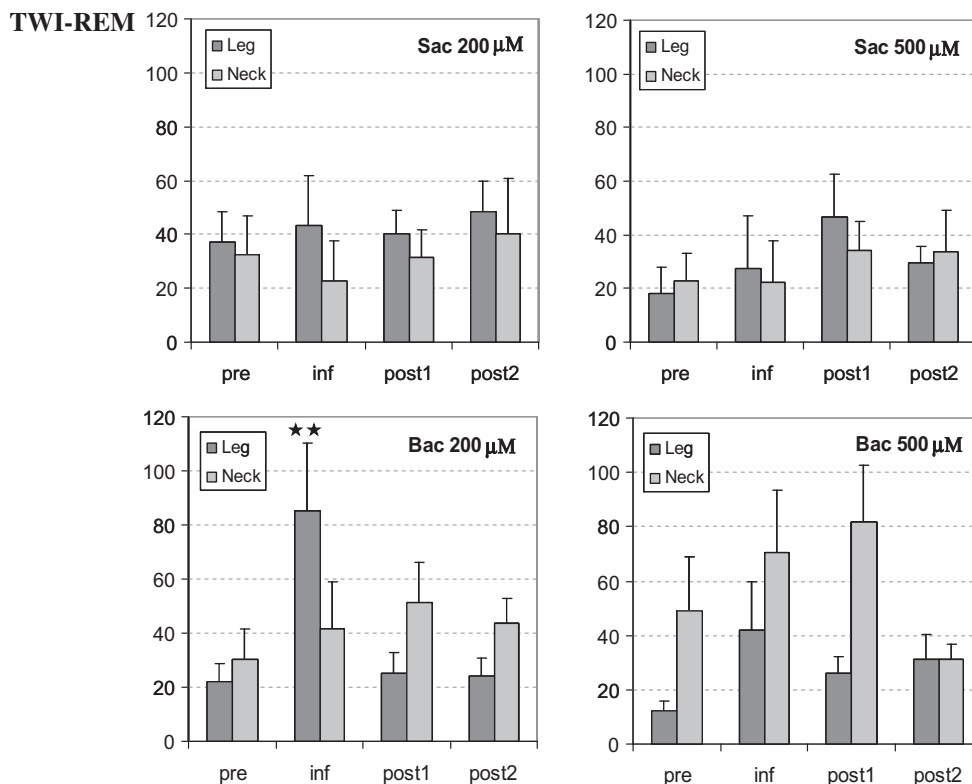 TWI-REM
120
100
80
60
40
20
0
Leg
Neck
Sac 200 μM
pre inf post1 post2
120
100
80
60
40
20
0
Leg
Neck
Sac 500 μM
pre inf post1 post2
120
100
80
60
40
20
0
Leg
Neck
★★
Bac 200 μM
pre inf post1 post2
120
100
80
60
40
20
0
Leg
Neck
Bac 500 μM
pre inf post1 post2